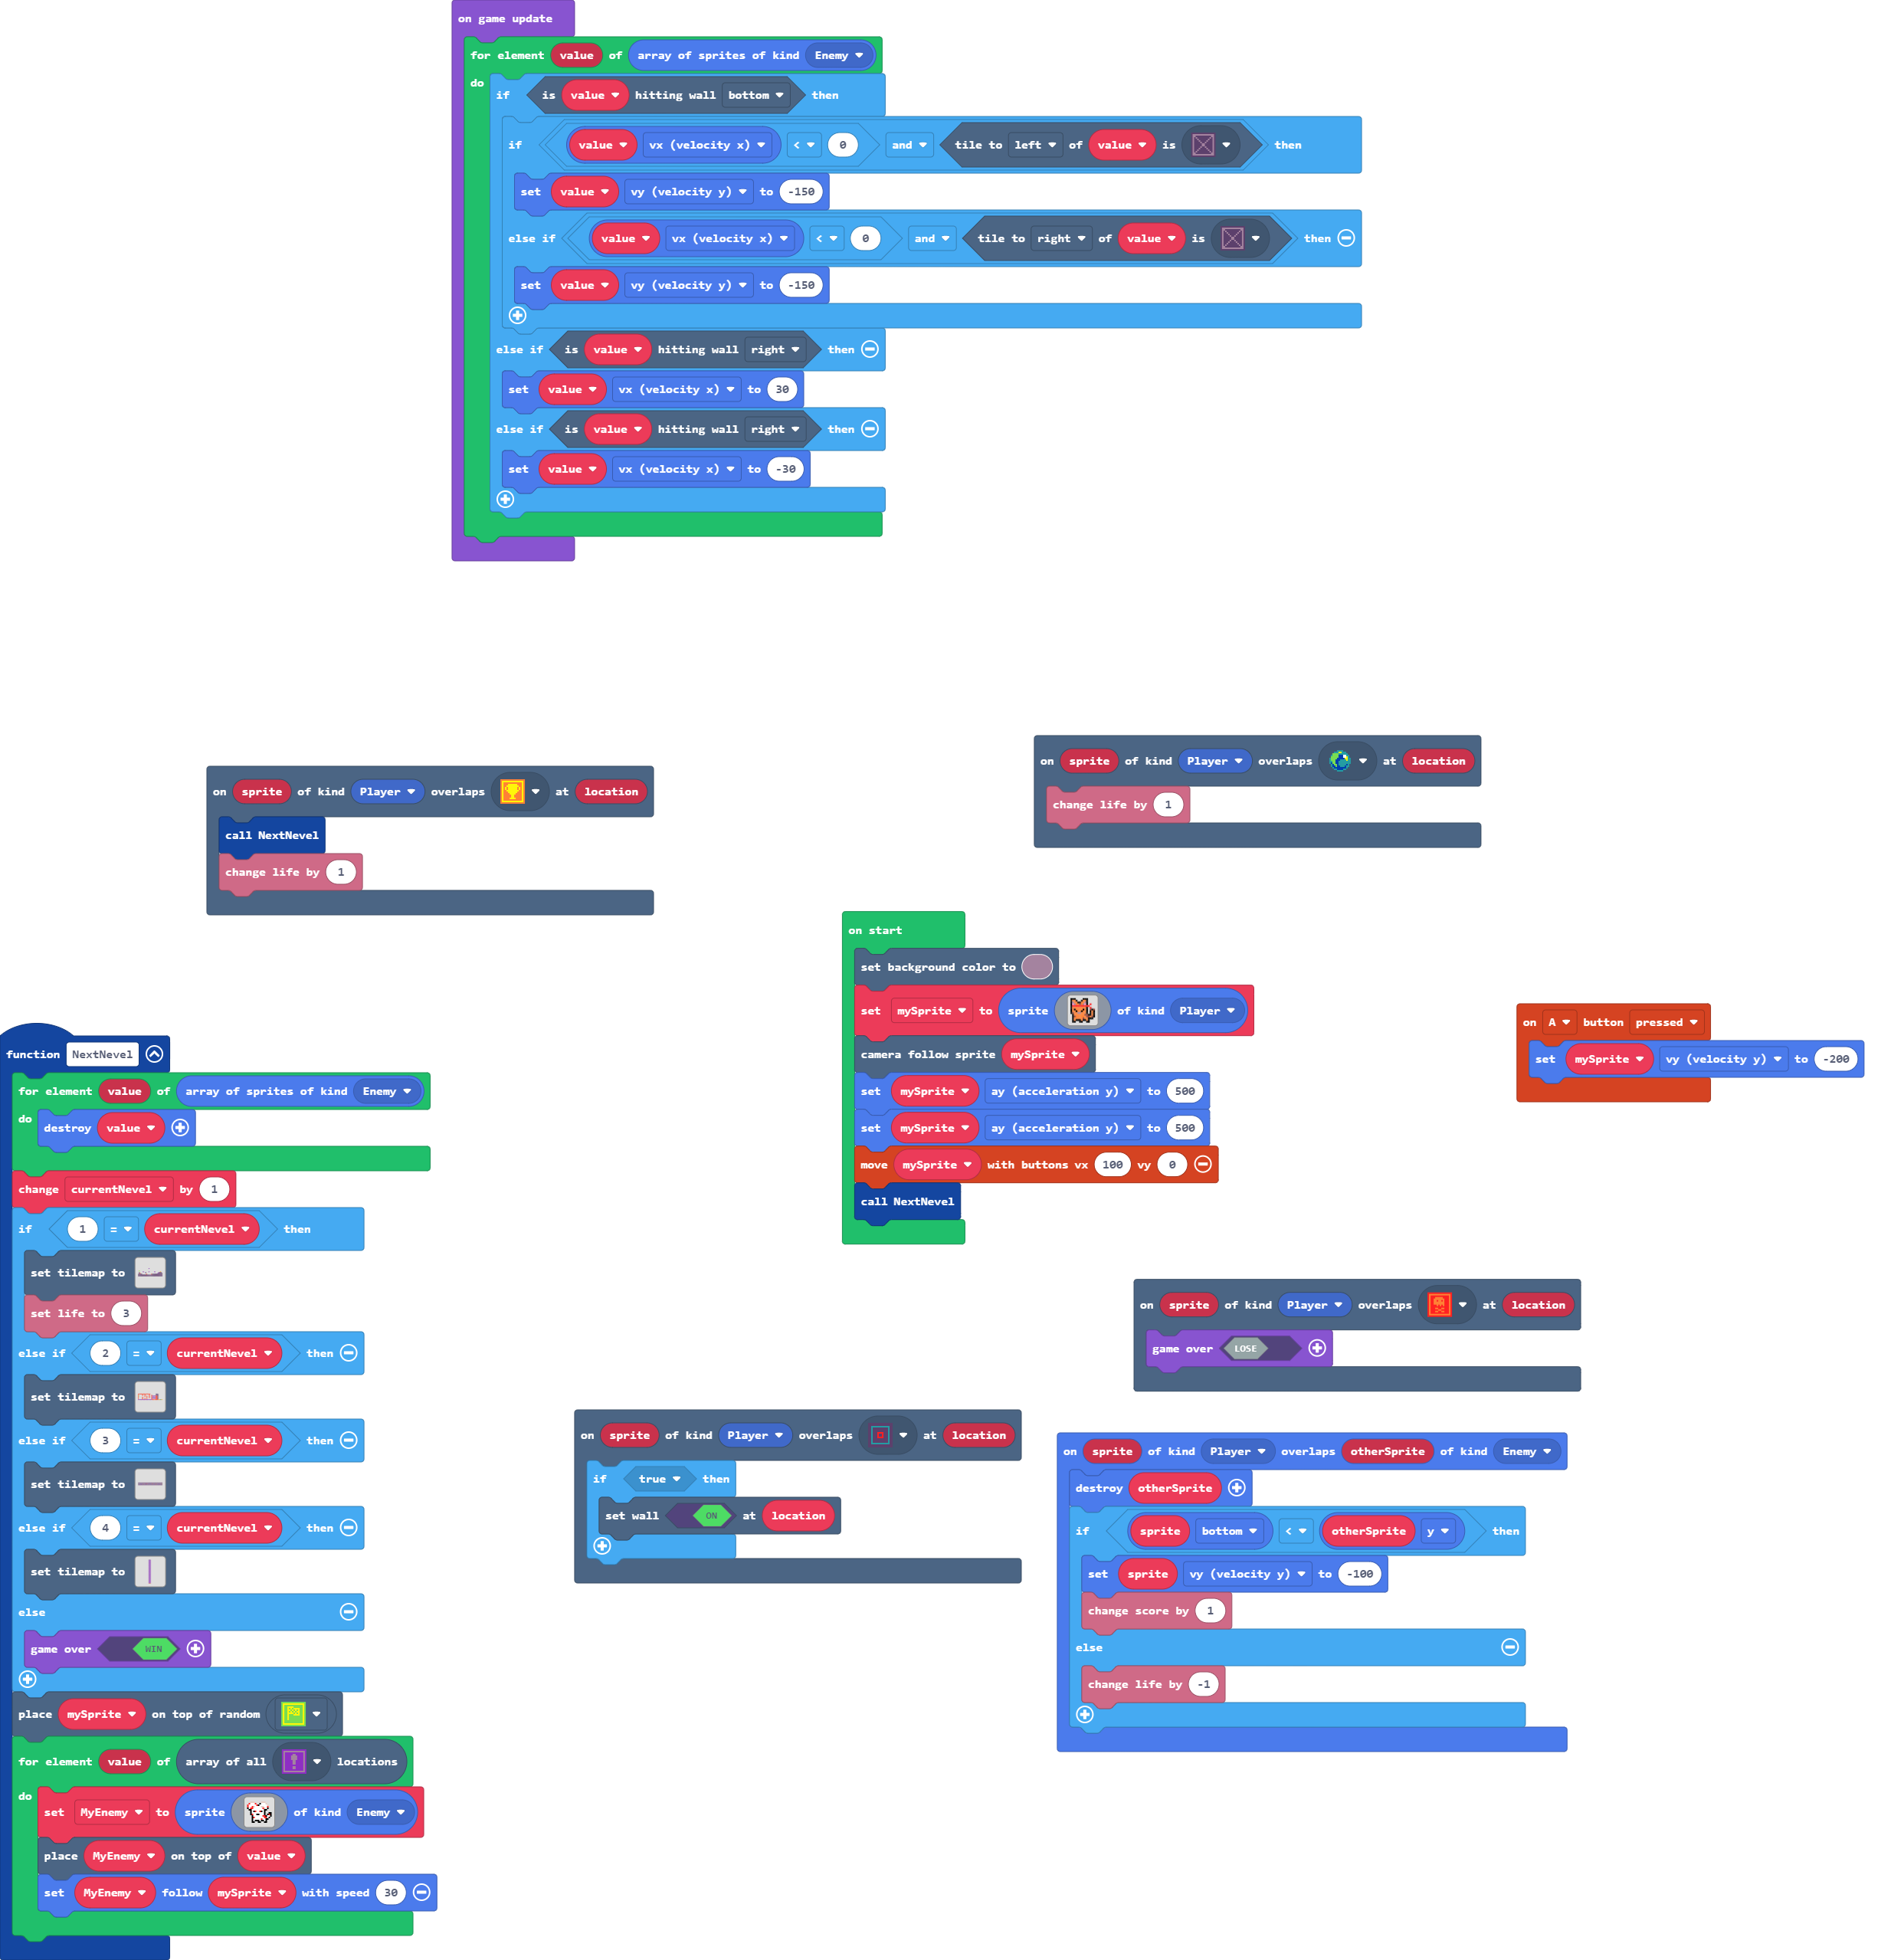 on game update
for element value of array of sprites of kind Enemy
do
if is value hitting wall bottom then
if value vx (velocity x) < 0 and tile to left of value is then
set value vy (velocity y) to -150
else if value vx (velocity x) < 0 and tile to right of value is then
set value vy (velocity y) to -150
else if is value hitting wall right then
set value vx (velocity x) to 30
else if is value hitting wall right then
set value vx (velocity x) to -30
on sprite of kind Player overlaps at location
change life by 1
on sprite of kind Player overlaps at location
call NextNevel
change life by 1
on start
set background color to
set mySprite to sprite of kind Player
camera follow sprite mySprite
set mySprite ay (acceleration y) to 500
set mySprite ay (acceleration y) to 500
move mySprite with buttons vx 100 vy 0
call NextNevel
on A button pressed
set mySprite vy (velocity y) to -200
function NextNevel
for element value of array of sprites of kind Enemy
do
destroy value
change currentNevel by 1
if 1 = currentNevel then
set tilemap to
set life to 3
else if 2 = currentNevel then
set tilemap to
else if 3 = currentNevel then
set tilemap to
else if 4 = currentNevel then
set tilemap to
else
game over WIN
place mySprite on top of random
for element value of array of all locations
do
set MyEnemy to sprite of kind Enemy
place MyEnemy on top of value
set MyEnemy follow mySprite with speed 30
on sprite of kind Player overlaps at location
game over LOSE
on sprite of kind Player overlaps at location
if true then
set wall ON at location
on sprite of kind Player overlaps otherSprite of kind Enemy
destroy otherSprite
if sprite bottom < otherSprite y then
set sprite vy (velocity y) to -100
change score by 1
else
change life by -1